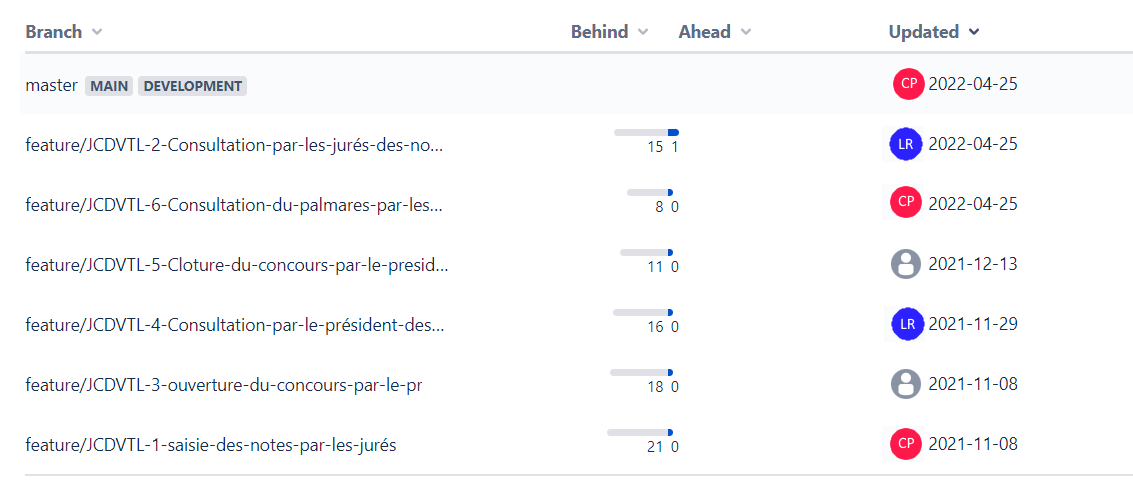 Branch Behind Ahead Updated
master MAIN DEVELOPMENT CP 2022-04-25
feature/JCDVTL-2-Consultation-par-les-jurés-des-no... 15 1 LR 2022-04-25
feature/JCDVTL-6-Consultation-du-palmares-par-les... 8 0 CP 2022-04-25
feature/JCDVTL-5-Cloture-du-concours-par-le-presid... 11 0 2021-12-13
feature/JCDVTL-4-Consultation-par-le-président-des... 16 0 LR 2021-11-29
feature/JCDVTL-3-ouverture-du-concours-par-le-pr 18 0 2021-11-08
feature/JCDVTL-1-saisie-des-notes-par-les-jurés 21 0 CP 2021-11-08